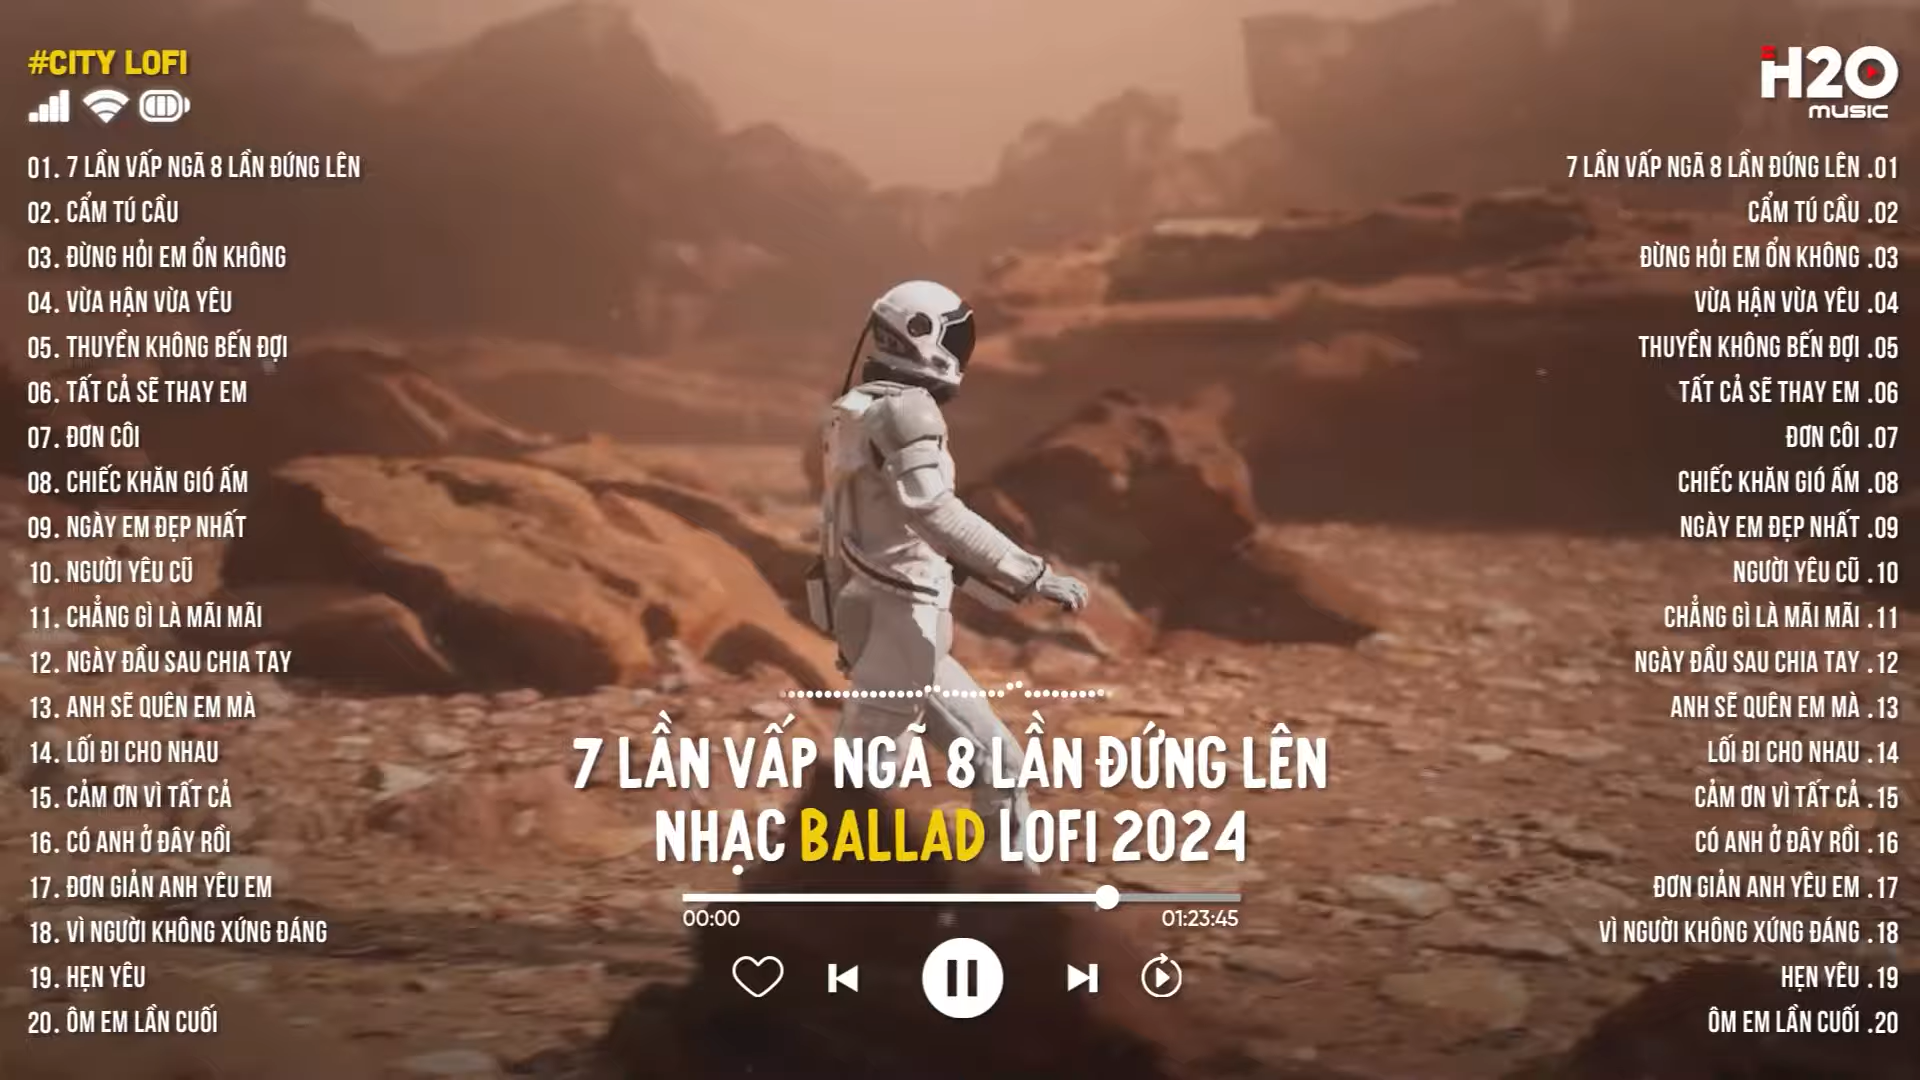 #CITY LOFI
H2O
MUSIC
01. 7 LẦN VẤP NGÃ 8 LẦN ĐỨNG LÊN
02. CẨM TÚ CẦU
03. ĐỪNG HỎI EM ỔN KHÔNG
04. VỪA HẬN VỪA YÊU
05. THUYỀN KHÔNG BẾN ĐỢI
06. TẤT CẢ SẼ THAY EM
07. ĐƠN CÔI
08. CHIẾC KHĂN GIÓ ẤM
09. NGÀY EM ĐẸP NHẤT
10. NGƯỜI YÊU CŨ
11. CHẲNG GÌ LÀ MÃI MÃI
12. NGÀY ĐẦU SAU CHIA TAY
13. ANH SẼ QUÊN EM MÀ
14. LỐI ĐI CHO NHAU
15. CẢM ƠN VÌ TẤT CẢ
16. CÓ ANH Ở ĐÂY RỒI
17. ĐƠN GIẢN ANH YÊU EM
18. VÌ NGƯỜI KHÔNG XỨNG ĐÁNG
19. HẸN YÊU
20. ÔM EM LẦN CUỐI
7 LẦN VẤP NGÃ 8 LẦN ĐỨNG LÊN
NHẠC BALLAD LOFI 2024
00:00
01:23:45
7 LẦN VẤP NGÃ 8 LẦN ĐỨNG LÊN .01
CẨM TÚ CẦU .02
ĐỪNG HỎI EM ỔN KHÔNG .03
VỪA HẬN VỪA YÊU .04
THUYỀN KHÔNG BẾN ĐỢI .05
TẤT CẢ SẼ THAY EM .06
ĐƠN CÔI .07
CHIẾC KHĂN GIÓ ẤM .08
NGÀY EM ĐẸP NHẤT .09
NGƯỜI YÊU CŨ .10
CHẲNG GÌ LÀ MÃI MÃI .11
NGÀY ĐẦU SAU CHIA TAY .12
ANH SẼ QUÊN EM MÀ .13
LỐI ĐI CHO NHAU .14
CẢM ƠN VÌ TẤT CẢ .15
CÓ ANH Ở ĐÂY RỒI .16
ĐƠN GIẢN ANH YÊU EM .17
VÌ NGƯỜI KHÔNG XỨNG ĐÁNG .18
HẸN YÊU .19
ÔM EM LẦN CUỐI .20